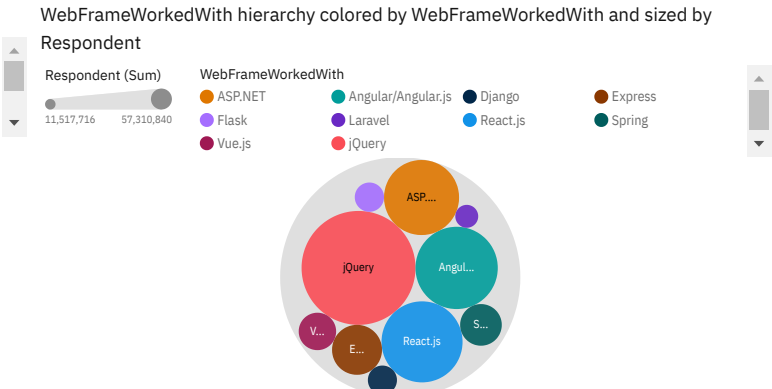 WebFrameWorkedWith hierarchy colored by WebFrameWorkedWith and sized by
Respondent
Respondent (Sum)
11,517,716 57,310,840
WebFrameWorkedWith
ASP.NET Angular/Angular.js Django Express
Flask Laravel React.js Spring
Vue.js jQuery
ASP....
jQuery
Angul...
V...
E...
React.js
S...